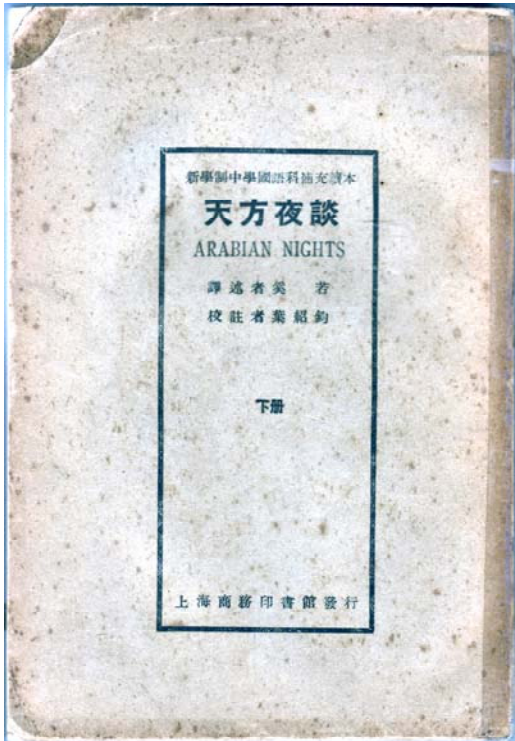 新學制中學國語科補充讀本
天方夜談
ARABIAN NIGHTS
譯述者奚 若
校註者葉紹鈞
下册
上海商務印書館發行